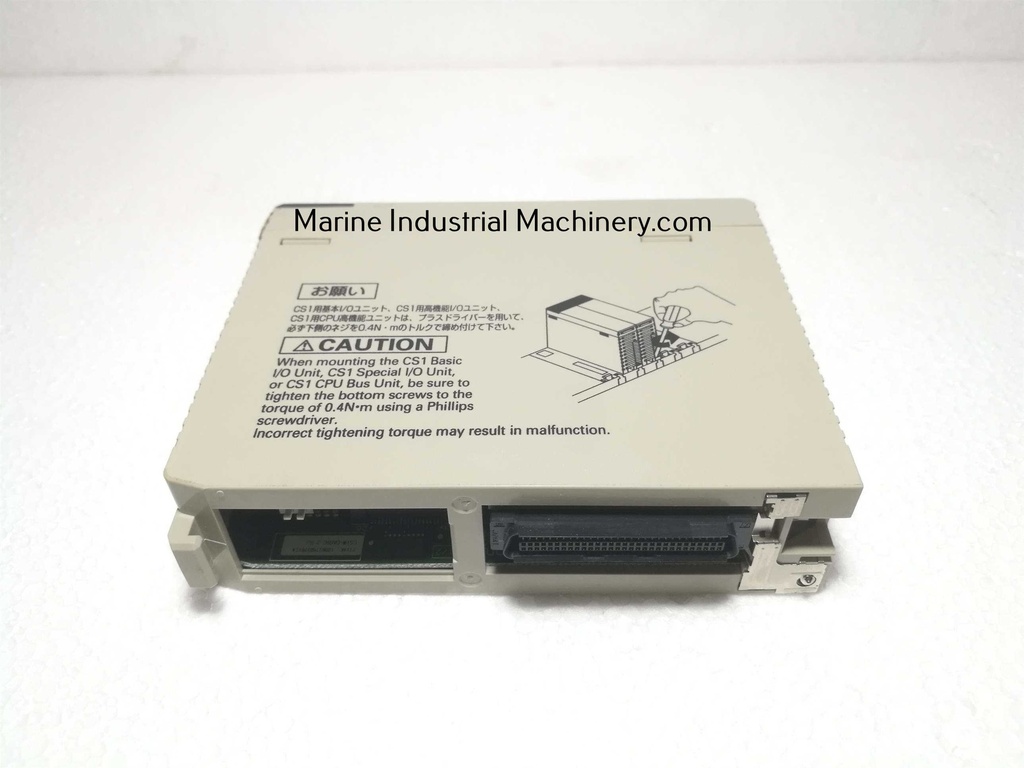 Marine Industrial Machinery.com
お願い
CS1用基本I/Oユニット、CS1用高機能I/Oユニット、
CS1用CPU高機能ユニットは、プラスドライバーを用いて、
必ず下側のネジを0.4N・mのトルクで締め付けて下さい。
CAUTION
When mounting the CS1 Basic
I/O Unit, CS1 Special I/O Unit,
or CS1 CPU Bus Unit, be sure to
tighten the bottom screws to the
torque of 0.4N·m using a Phillips
screwdriver.
Incorrect tightening torque may result in malfunction.